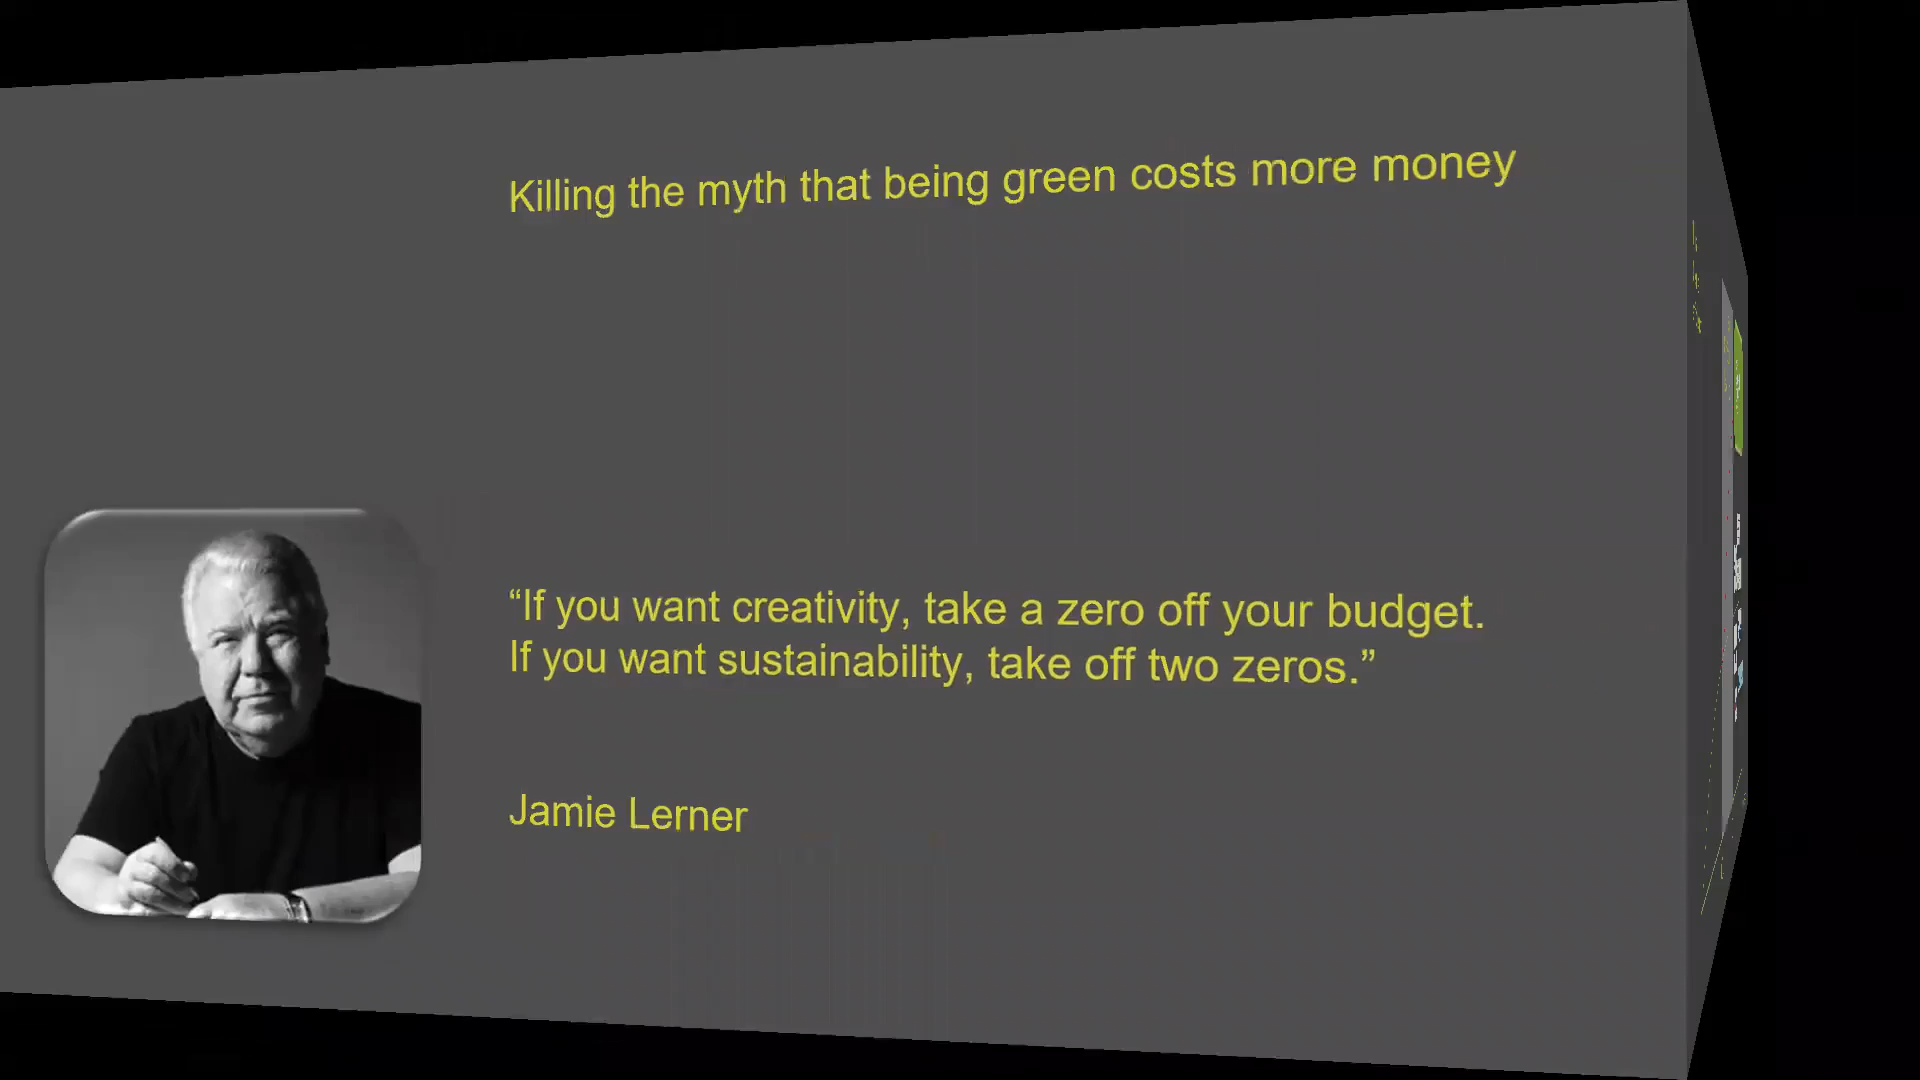 Killing the myth that being green costs more money
“If you want creativity, take a zero off your budget.
If you want sustainability, take off two zeros.”
Jamie Lerner